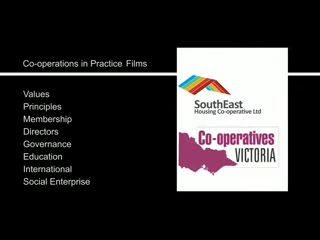 Co-operations in Practice Films
Values
Principles
Membership
Directors
Governance
Education
International
Social Enterprise
SouthEast
Housing Co-operative Ltd
Co-operatives
VICTORIA